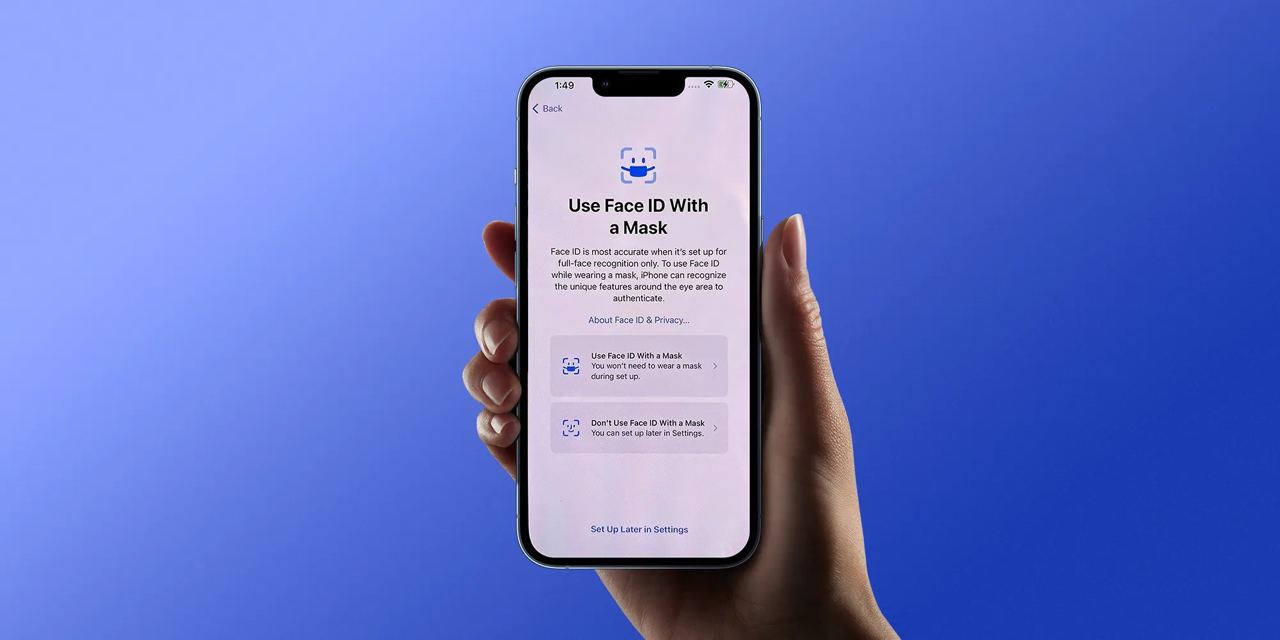 1:49
Back
Use Face ID With
a Mask
Face ID is most accurate when it's set up for
full-face recognition only. To use Face ID
while wearing a mask, iPhone can recognize
the unique features around the eye area to
authenticate.
About Face ID & Privacy...
Use Face ID With a Mask
You won't need to wear a mask
during set up.
Don't Use Face ID With a Mask
You can set up later in Settings.
Set Up Later in Settings